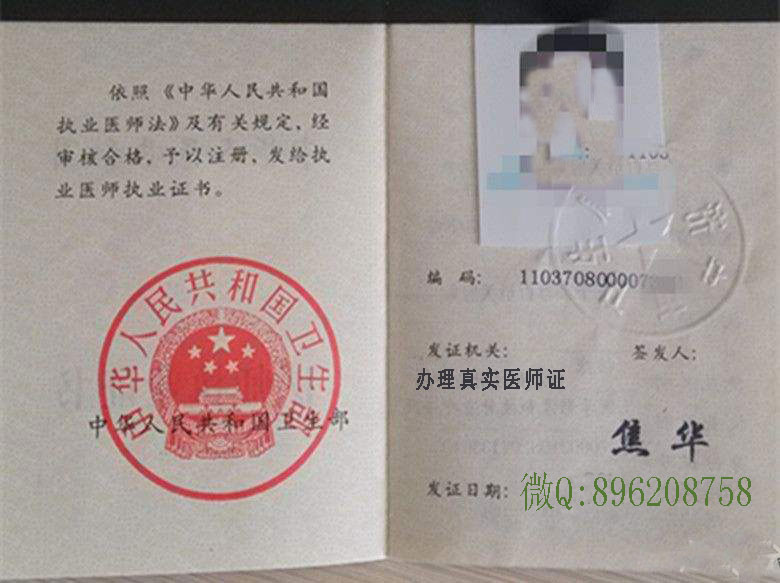 依照《中华人民共和国
执业医师法》及有关规定，经
审核合格，予以注册，发给执
业医师执业证书。
中华人民共和国卫生部
中华人民共和国卫生部
编 码：
110370800007
发证机关：
签发人：
办理真实医师证
焦 华
发证日期：
微Q:896208758